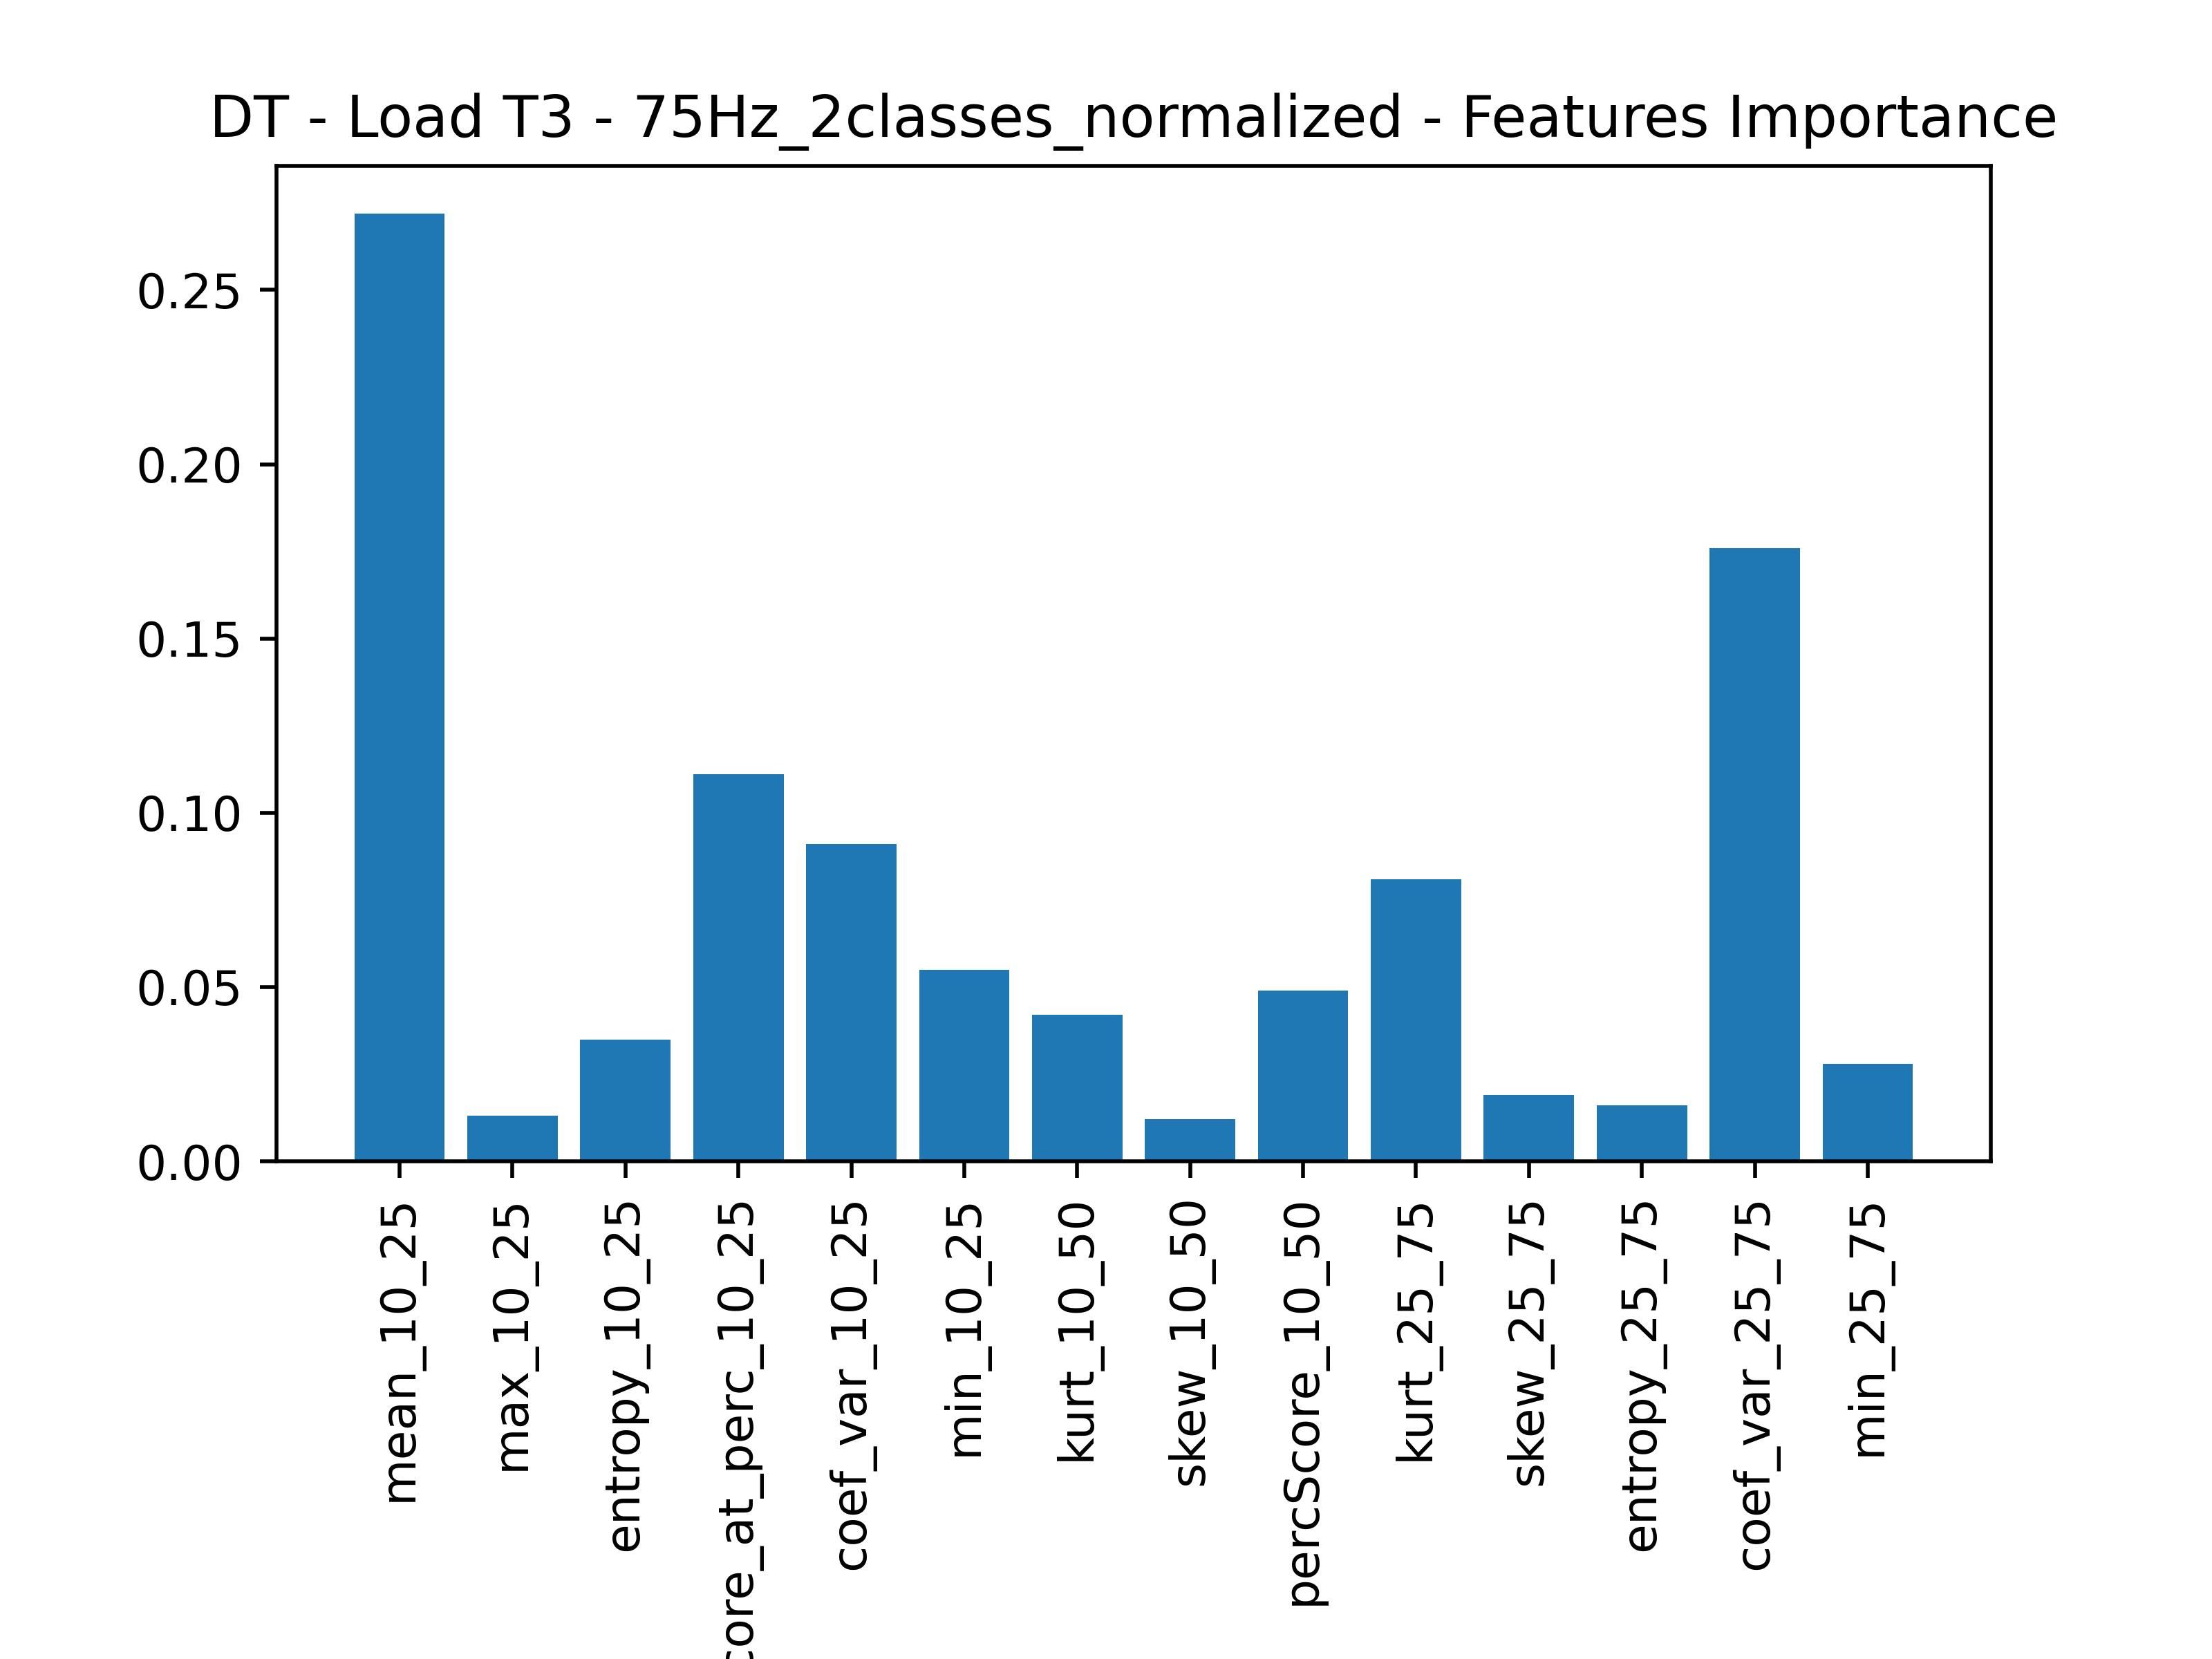 DT - Load T3 - 75Hz_2classes_normalized - Features Importance
0.25
0.20
0.15
0.10
0.05
0.00
mean_10_25
max_10_25
entropy_10_25
core_at_perc_10_25
coef_var_10_25
min_10_25
kurt_10_50
skew_10_50
percScore_10_50
kurt_25_75
skew_25_75
entropy_25_75
coef_var_25_75
min_25_75